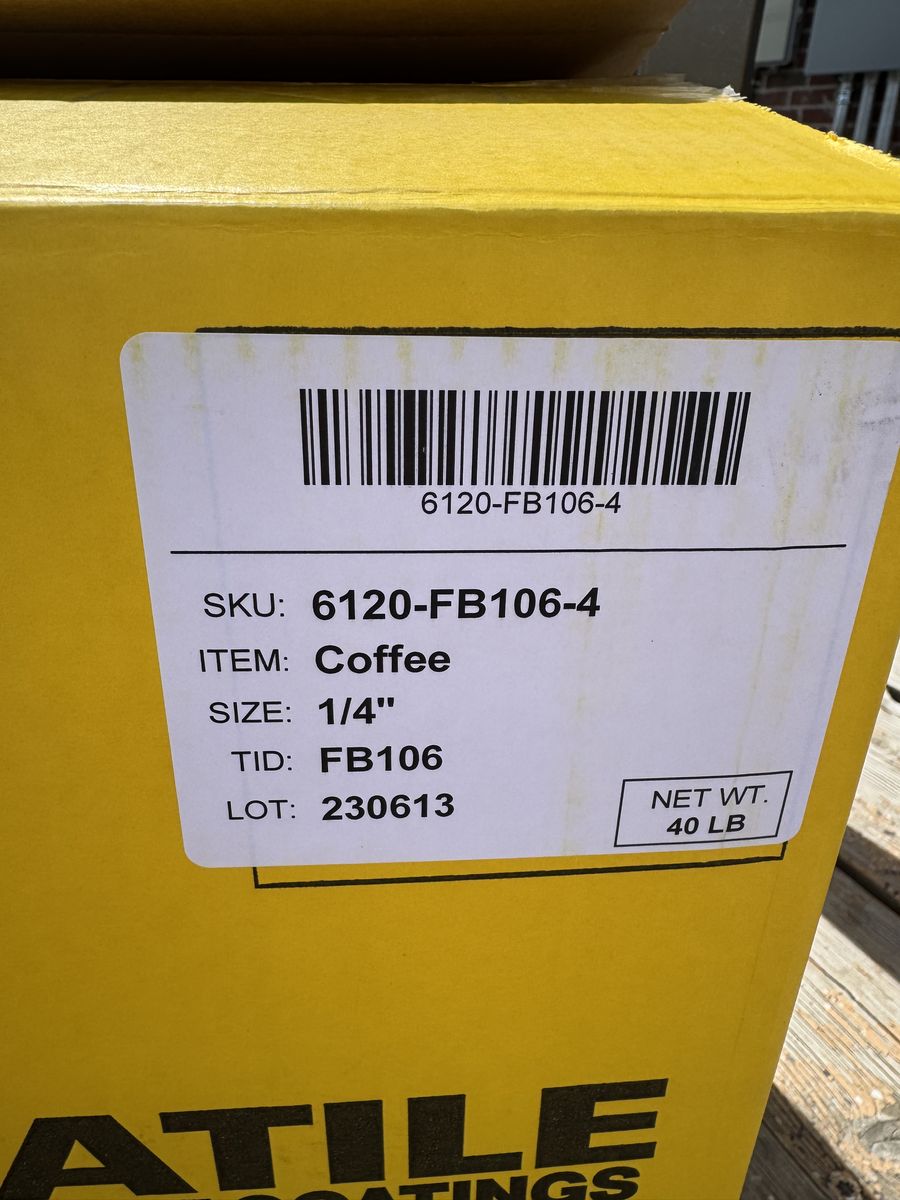 6120-FB106-4
SKU: 6120-FB106-4
ITEM: Coffee
SIZE: 1/4"
TID: FB106
LOT: 230613
NET WT.
40 LB
ATILE
COATINGS